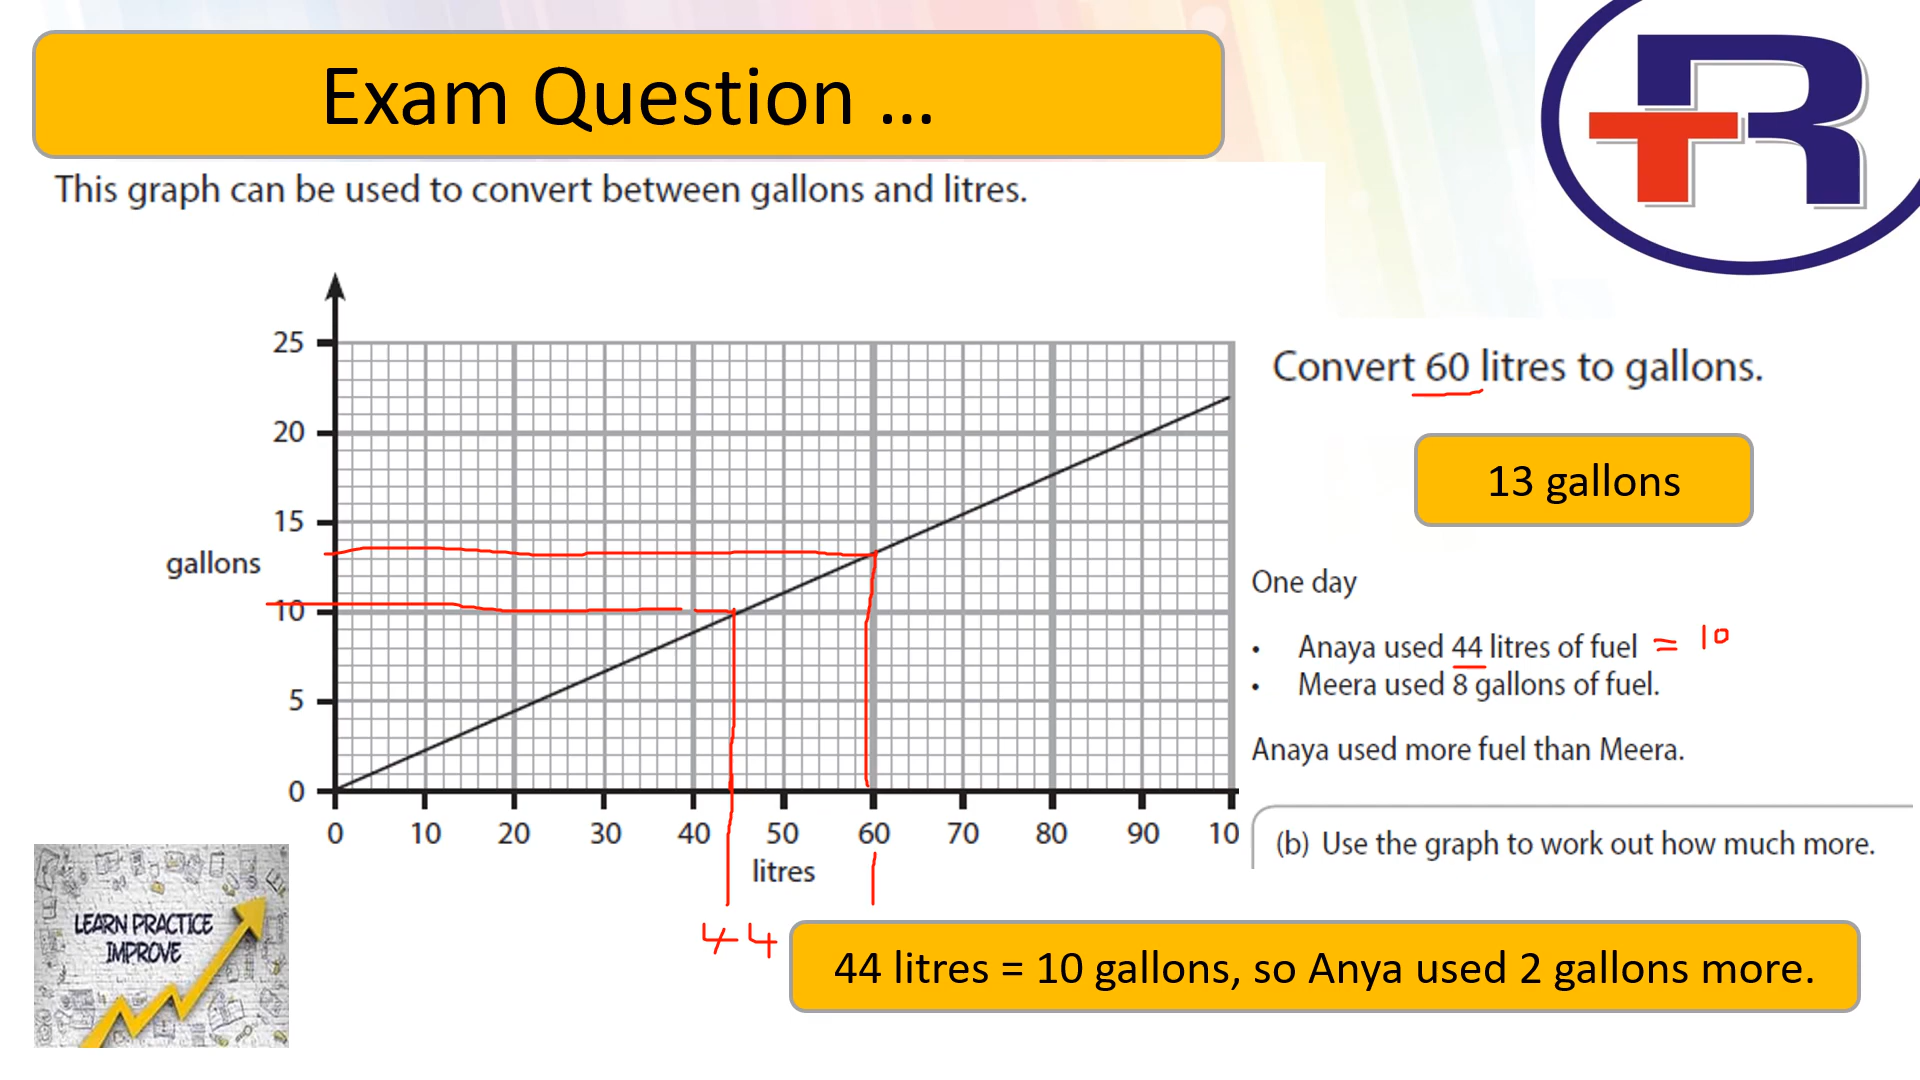 Exam Question ...
This graph can be used to convert between gallons and litres.
25
20
15
10
5
0
gallons
0 10 20 30 40 50 60 70 80 90 10
litres
44
Convert 60 litres to gallons.
13 gallons
One day
• Anaya used 44 litres of fuel = 10
• Meera used 8 gallons of fuel.
Anaya used more fuel than Meera.
(b) Use the graph to work out how much more.
44 litres = 10 gallons, so Anya used 2 gallons more.
LEARN PRACTICE
IMPROVE
TR